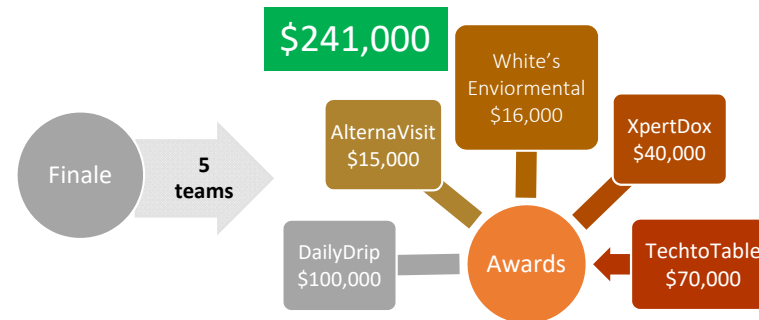 $241,000
Finale
5
teams
DailyDrip
$100,000
AlternaVisit
$15,000
White's
Enviormental
$16,000
XpertDox
$40,000
TechtoTable
$70,000
Awards